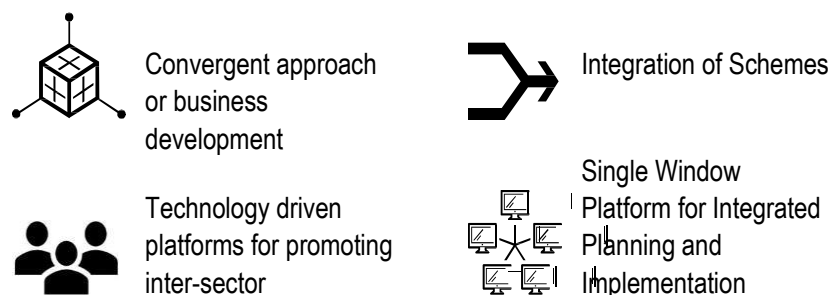 Convergent approach
or business
development
Integration of Schemes
Technology driven
platforms for promoting
inter-sector
Single Window
Platform for Integrated
Planning and
Implementation